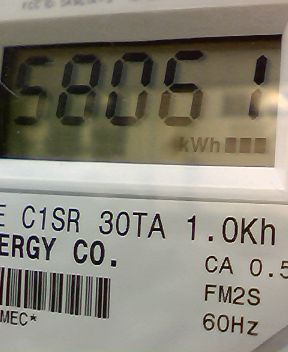 58061
kWh
E C1SR 30TA 1.0Kh
ERGY CO.
CA 0.5
FM2S
MEC*
60Hz